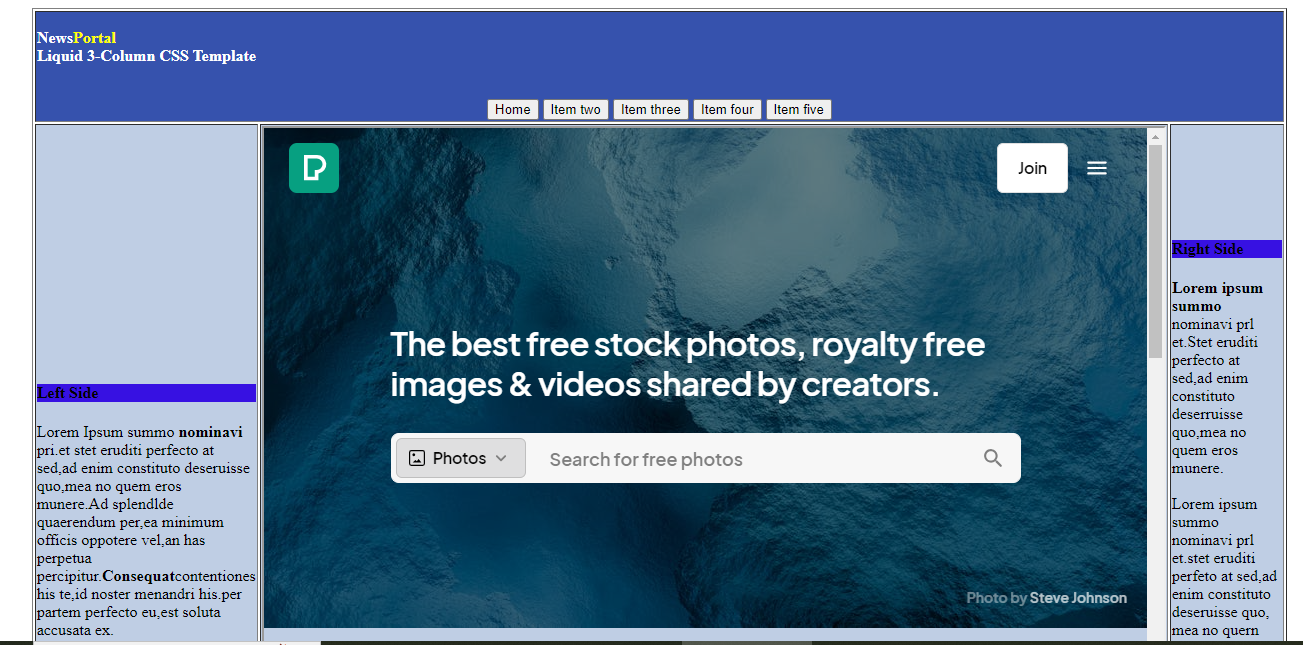 NewsPortal
Liquid 3-Column CSS Template
Home Item two Item three Item four Item five
Left Side
Lorem Ipsum summo nominavi
pri.et stet eruditi perfecto at
sed,ad enim constituto deseruisse
quo,mea no quem eros
munere.Ad splendlde
quaerendum per,ea minimum
officis oppotere vel,an has
perpetua
percipitur.Consequatcontentiones
his te,id noster menandri his.per
partem perfecto eu,est soluta
accusata ex.
Join
The best free stock photos, royalty free
images & videos shared by creators.
Photos Search for free photos
Photo by Steve Johnson
Right Side
Lorem ipsum
summo
nominavi prl
et.Stet eruditi
perfecto at
sed,ad enim
constituto
deserruisse
quo,mea no
quem eros
munere.
Lorem ipsum
summo
nominavi prl
et.stet eruditi
perfeto at sed,ad
enim constituto
deseruisse quo,
mea no quern